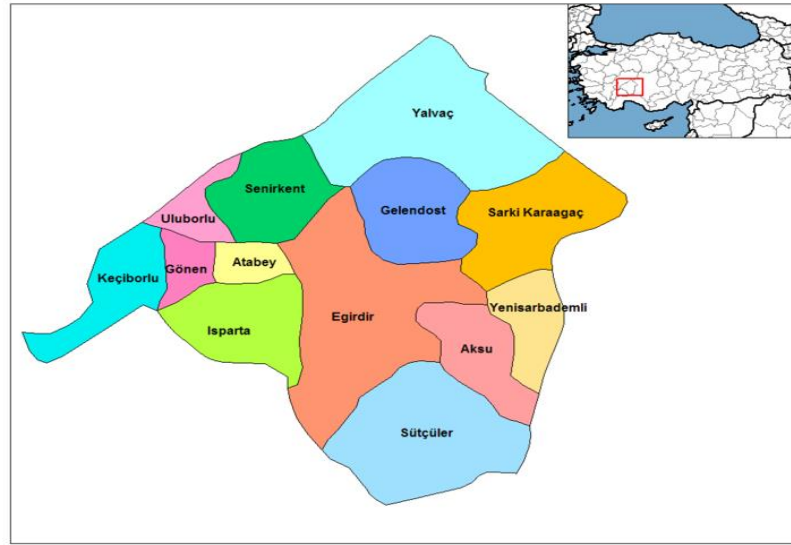 Yalvaç
Senirkent
Gelendost
Sarki Karaagaç
Uluborlu
Keçiborlu
Gönen
Atabey
Yenisarbademli
Isparta
Egirdir
Aksu
Sütçüler